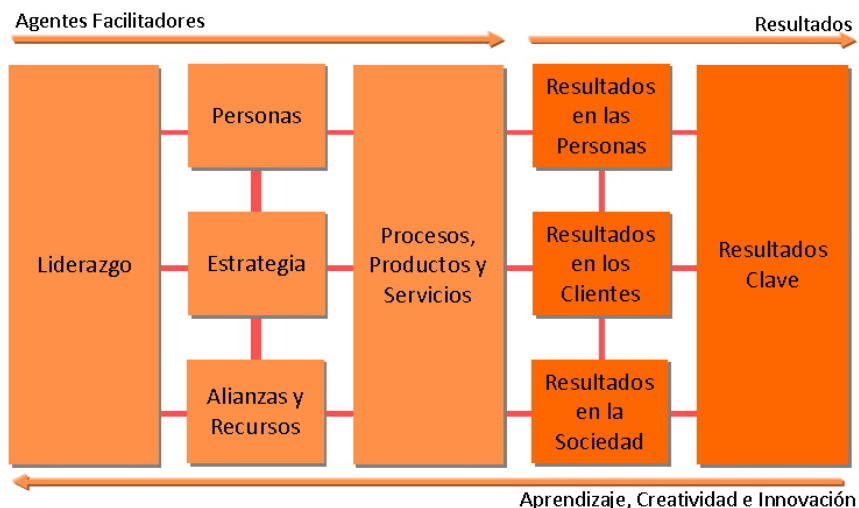 Agentes Facilitadores
Resultados
Liderazgo
Personas
Estrategia
Alianzas y
Recursos
Procesos,
Productos y
Servicios
Resultados
en las
Personas
Resultados
en los
Clientes
Resultados
en la
Sociedad
Resultados
Clave
Aprendizaje, Creatividad e Innovación